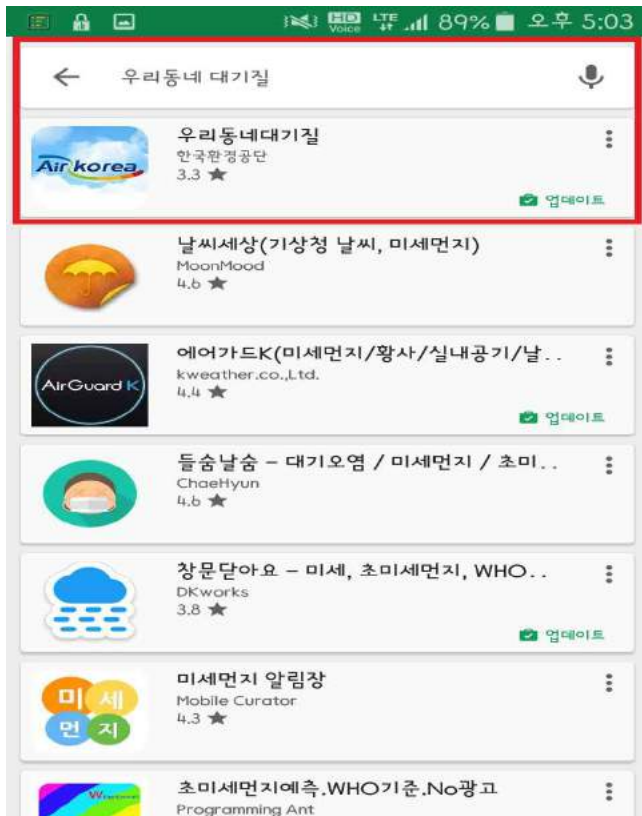 HD Voice LTE 89% 오후 5:03
우리동네 대기질
Air korea
우리동네대기질
한국환경공단
3.3 ★
업데이트
날씨세상(기상청 날씨, 미세먼지)
MoonMood
4.6 ★
AirGuard K
에어가드K(미세먼지/황사/실내공기/날..
kweather.co.,Ltd.
4.4 ★
업데이트
들숨날숨 – 대기오염 / 미세먼지 / 초미..
ChaeHyun
4.6 ★
창문닫아요 – 미세, 초미세먼지, WHO..
DKworks
3.8 ★
업데이트
미세
먼지
미세먼지 알림장
Mobile Curator
4.3 ★
초미세먼지예측.WHO기준.No광고
Programming Ant